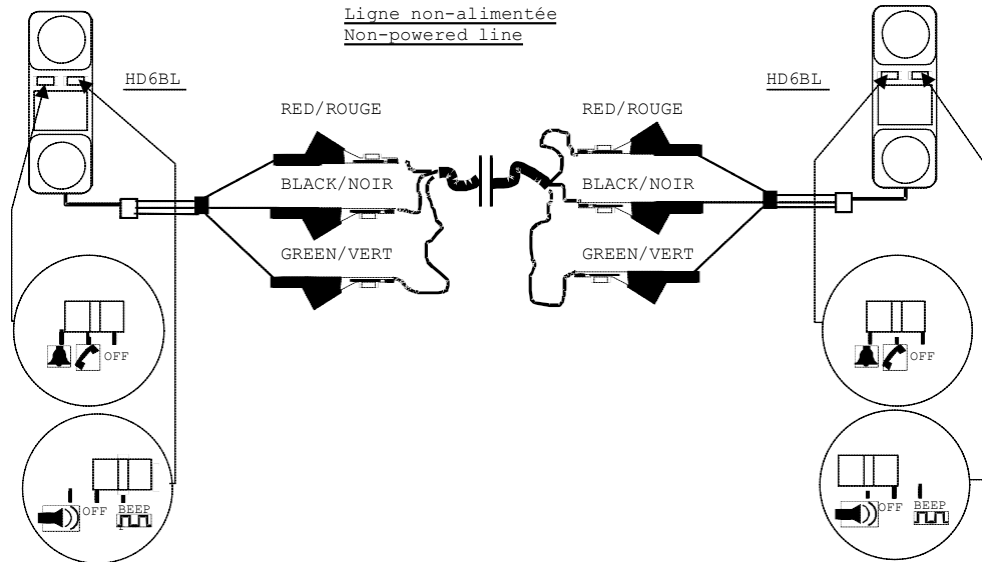 Ligne non-alimentée
Non-powered line
HD6BL
HD6BL
RED/ROUGE
RED/ROUGE
BLACK/NOIR
BLACK/NOIR
GREEN/VERT
GREEN/VERT
OFF
OFF
OFF BEEP
OFF BEEP